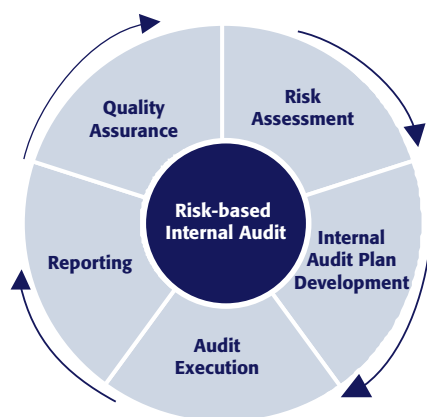 Quality
Assurance
Risk
Assessment
Risk-based
Internal Audit
Reporting
Internal
Audit Plan
Development
Audit
Execution